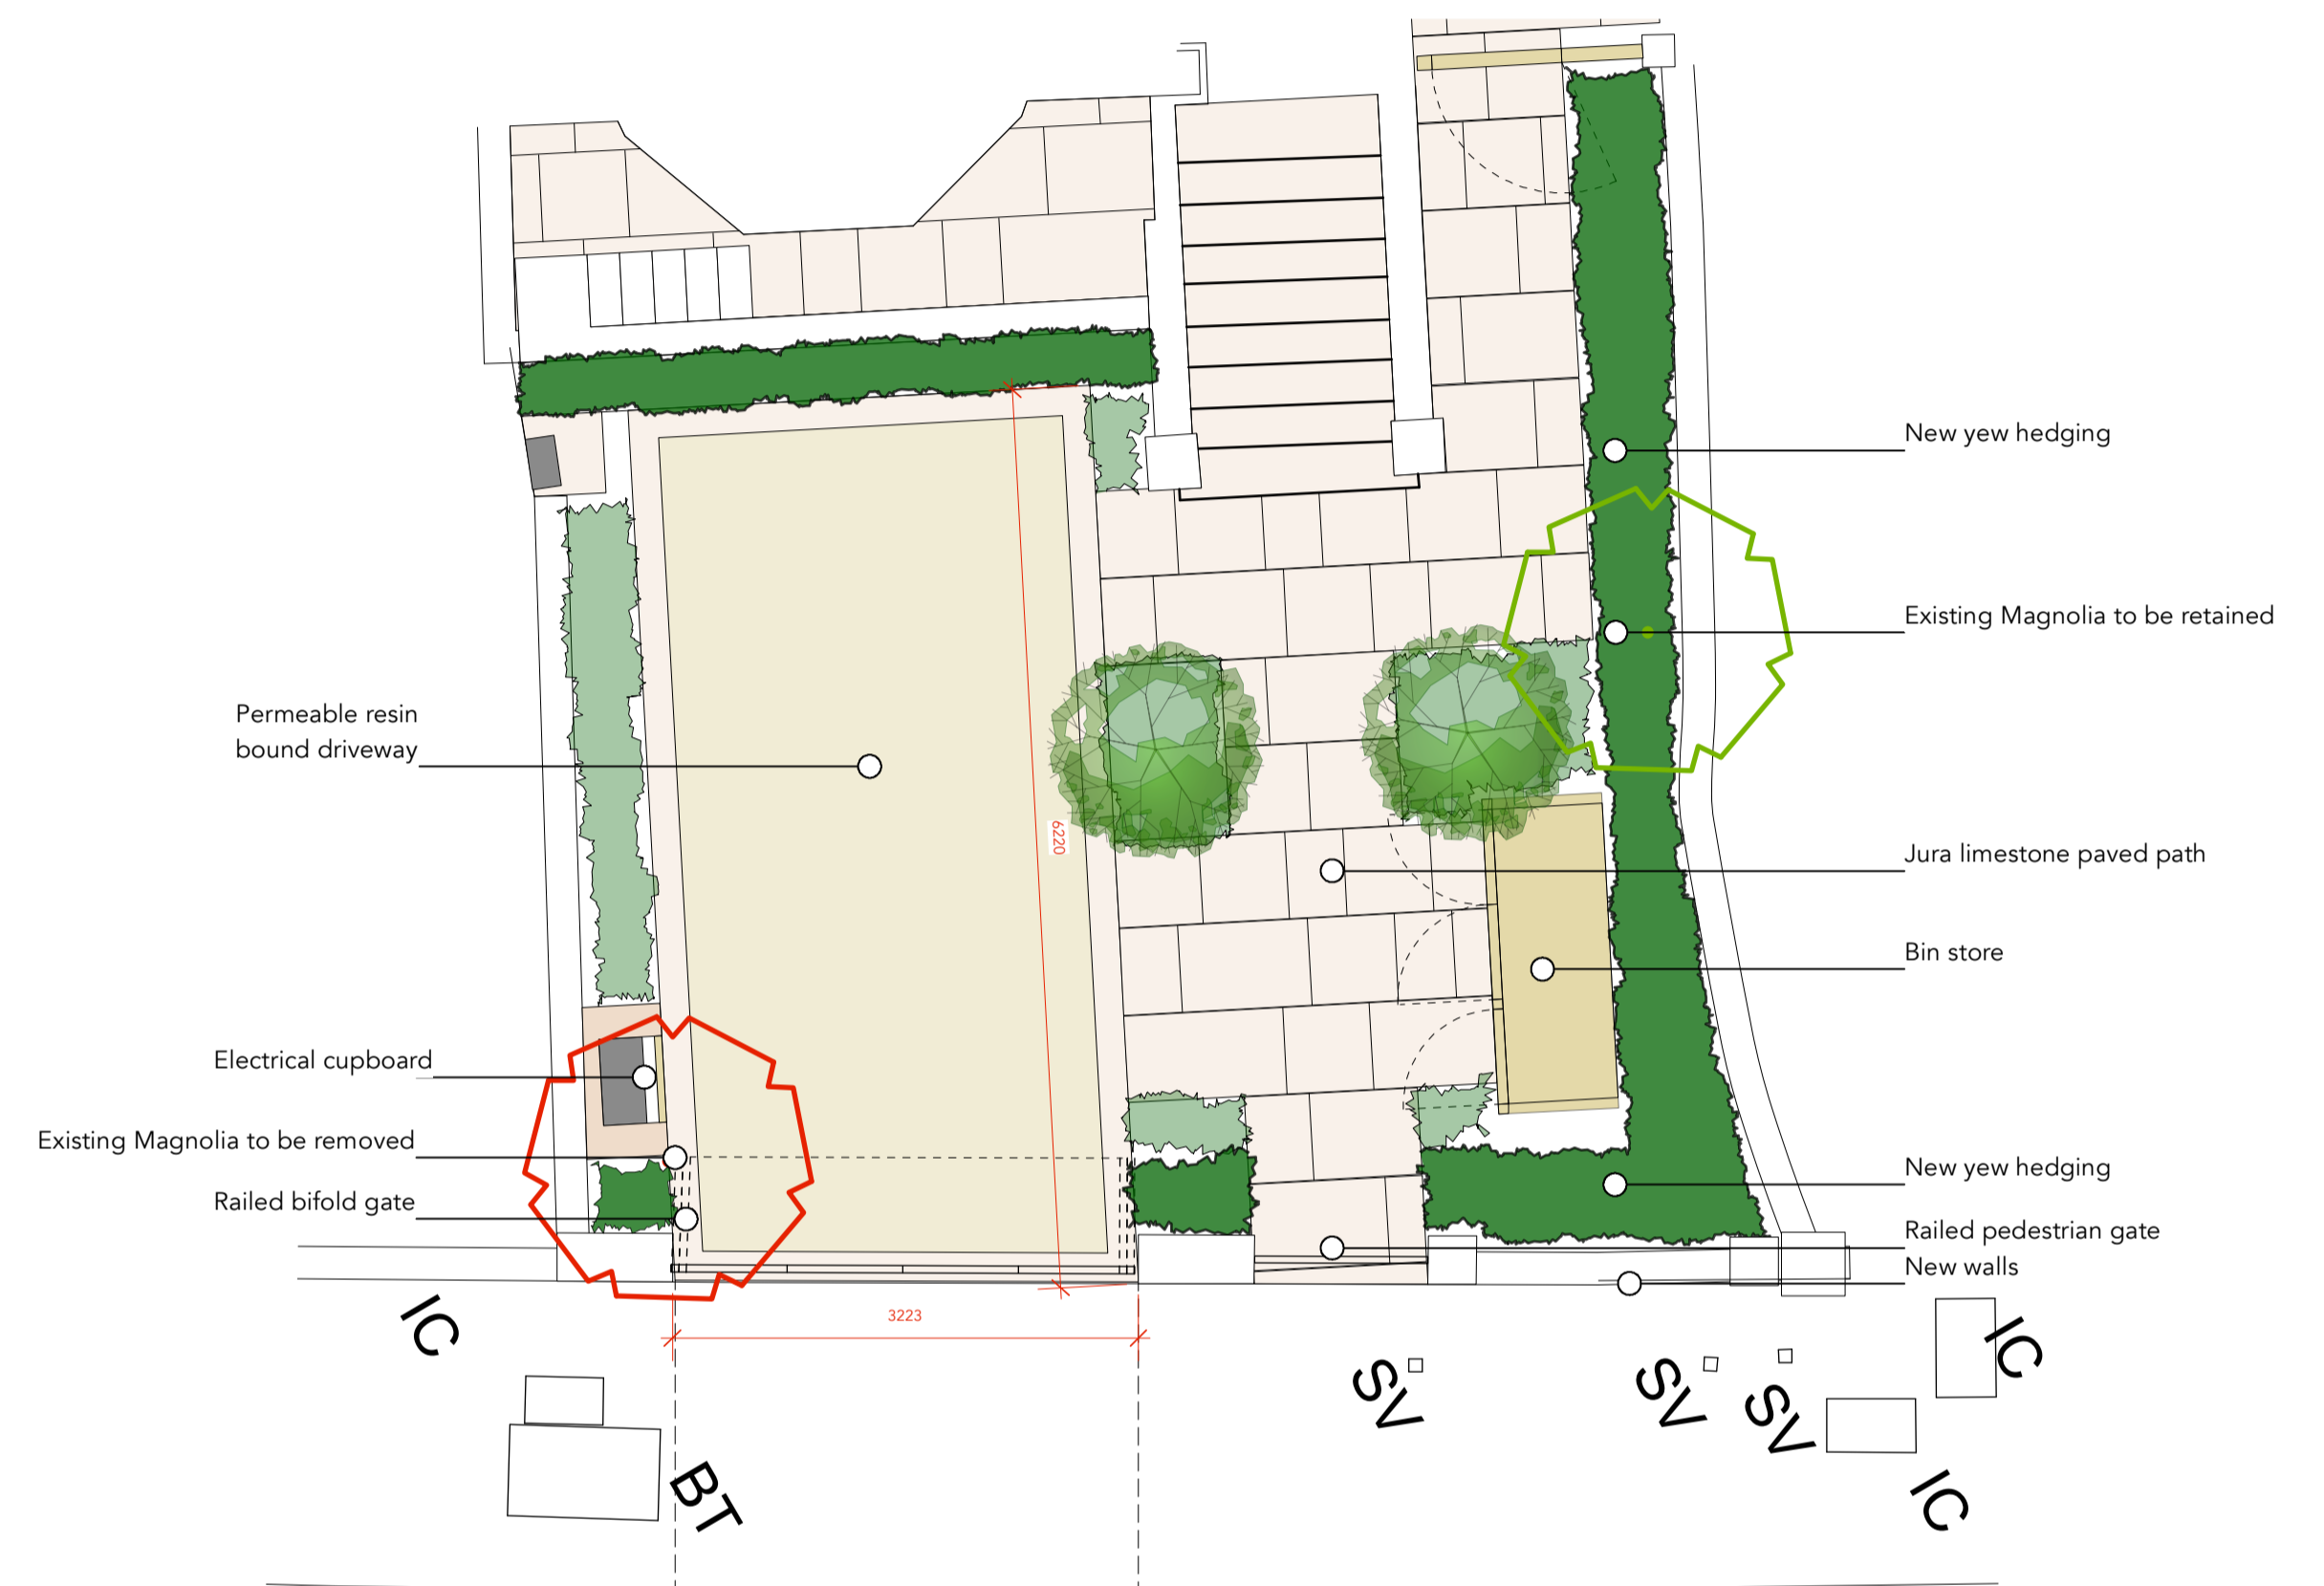 New yew hedging
Existing Magnolia to be retained
Permeable resin
bound driveway
6220
Jura limestone paved path
Bin store
Electrical cupboard
Existing Magnolia to be removed
Railed bifold gate
New yew hedging
Railed pedestrian gate
New walls
3223
IC
IC
SV
SV
SV
BT
IC